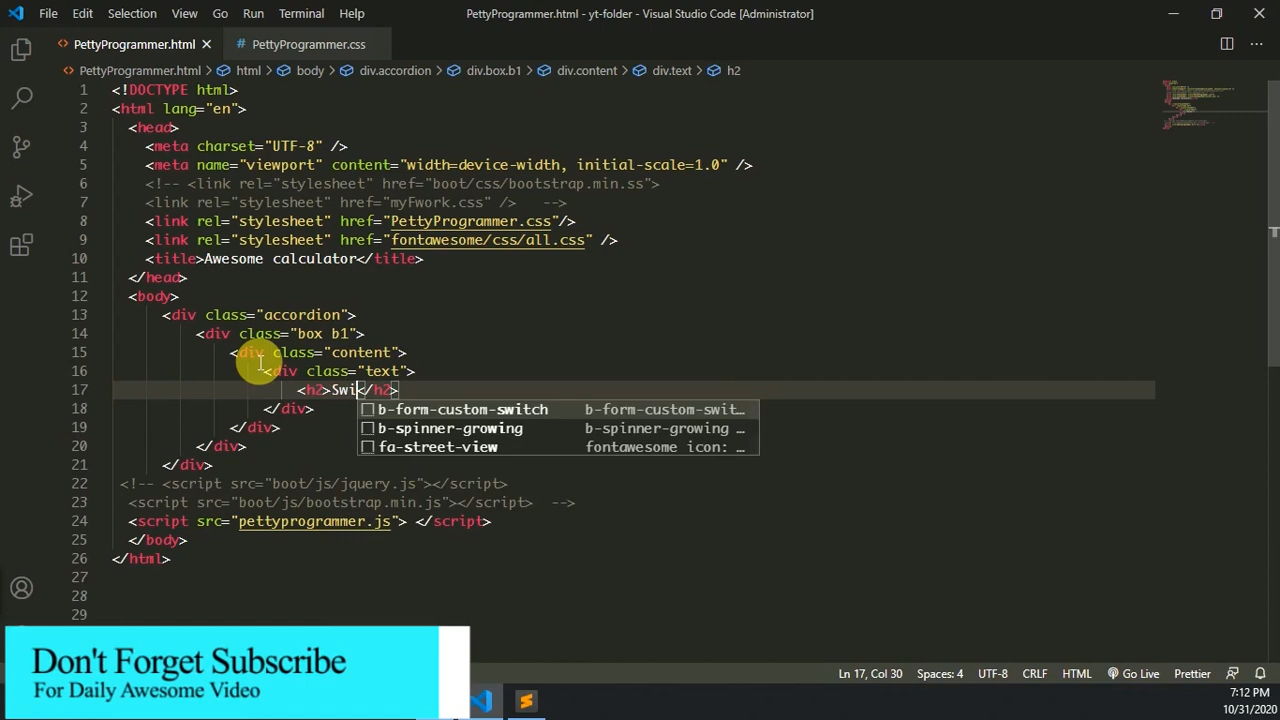 File Edit Selection View Go Run Terminal Help PettyProgrammer.html - yt-folder - Visual Studio Code [Administrator]
PettyProgrammer.html # PettyProgrammer.css
PettyProgrammer.html > html > body > div.accordion > div.box.b1 > div.content > div.text > h2
1 <!DOCTYPE html>
2 <html lang="en">
3 <head>
4 <meta charset="UTF-8" />
5 <meta name="viewport" content="width=device-width, initial-scale=1.0" />
6 <!-- <link rel="stylesheet" href="boot/css/bootstrap.min.ss">
7 <link rel="stylesheet" href="myFwork.css" /> -->
8 <link rel="stylesheet" href="PettyProgrammer.css"/>
9 <link rel="stylesheet" href="fontawesome/css/all.css" />
10 <title>Awesome calculator</title>
11 </head>
12 <body>
13 <div class="accordion">
14 <div class="box b1">
15 <div class="content">
16 <div class="text">
17 <h2>Swi</h2>
18 </div>
b-form-custom-switch b-form-custom-swit…
19 </div>
b-spinner-growing b-spinner-growing …
20 </div>
fa-street-view fontawesome icon: …
21 </div>
22 <!-- <script src="boot/js/jquery.js"></script>
23 <script src="boot/js/bootstrap.min.js"></script> -->
24 <script src="pettyprogrammer.js"> </script>
25 </body>
26 </html>
27
28
29
Don't Forget Subscribe
For Daily Awesome Video
Ln 17, Col 30 Spaces: 4 UTF-8 CRLF HTML Go Live Prettier
7:12 PM
10/31/2020